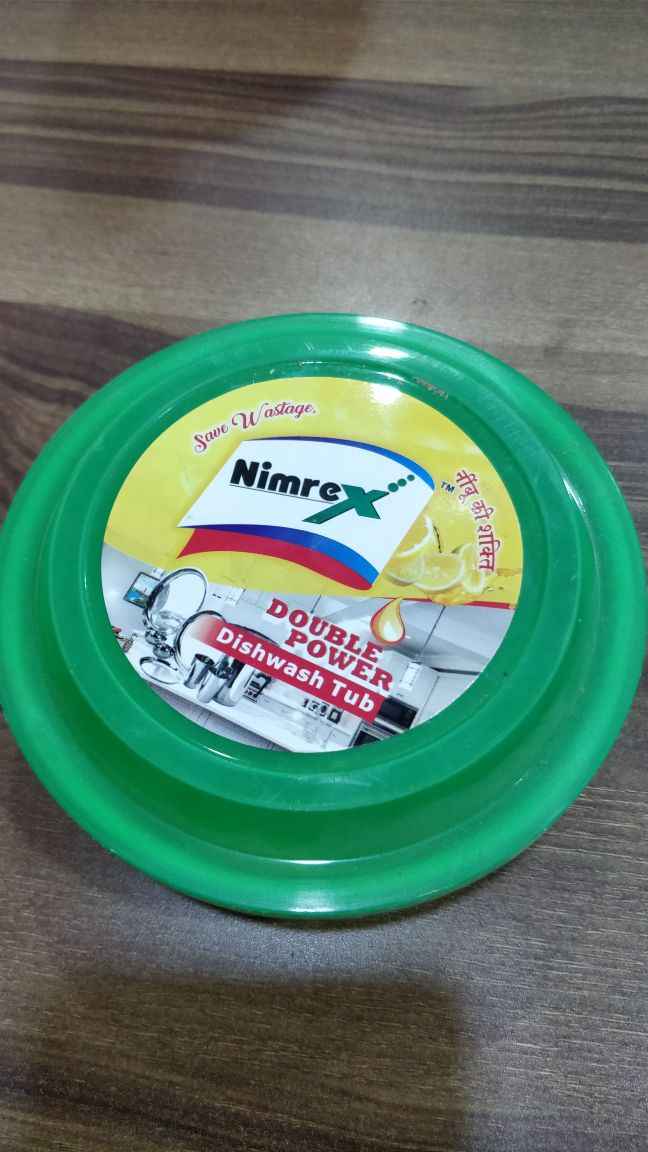 Save Wastage.
Nimrex
TM
नींबू की शक्ति
DOUBLE
POWER
Dishwash Tub